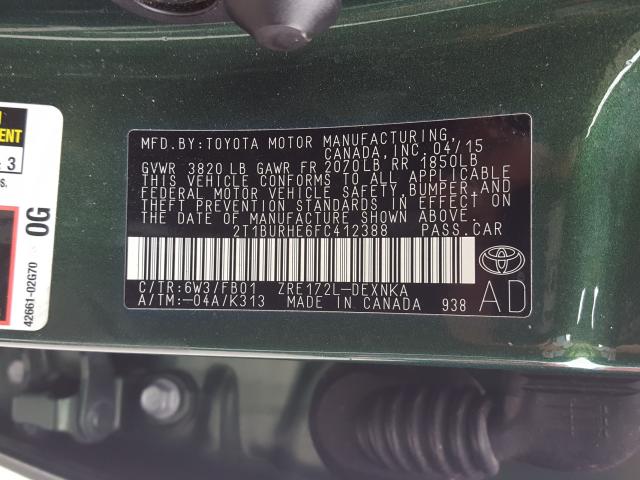 MFD.BY:TOYOTA MOTOR MANUFACTURING,
CANADA, INC. 04/15
GVWR 3820 LB GAWR FR 2070LB RR 1850LB
THIS VEHICLE CONFORMS TO ALL APPLICABLE
FEDERAL MOTOR VEHICLE SAFETY, BUMPER, AND
THEFT PREVENTION STANDARDS IN EFFECT ON
THE DATE OF MANUFACTURE SHOWN ABOVE.
2T1BURHE6FC412388 PASS.CAR
C/TR:6W3/FB01 ZRE172L-DEXNKA
A/TM:-04A/K313 MADE IN CANADA 938
AD
3
s.
0G
42661-02G70